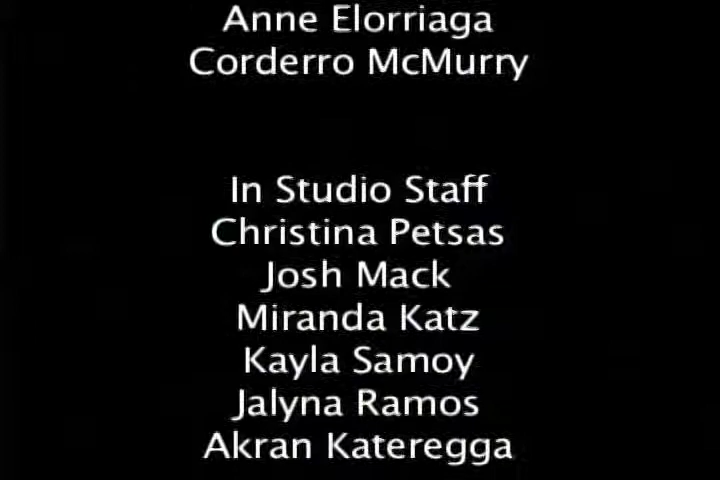 Anne Elorriaga
Corderro McMurry
In Studio Staff
Christina Petsas
Josh Mack
Miranda Katz
Kayla Samoy
Jalyna Ramos
Akran Kateregga